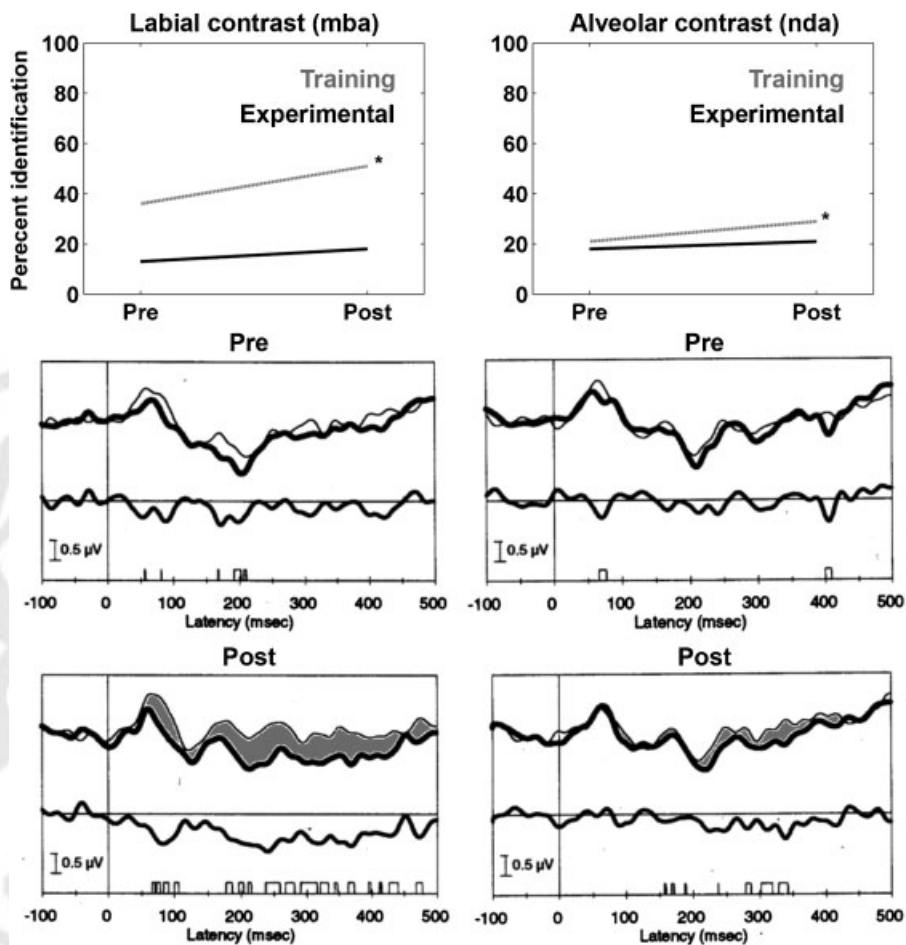 Labial contrast (mba)
Alveolar contrast (nda)
Perecent identification
100
80
60
40
20
0
Training
Experimental
*
Pre
Post
100
80
60
40
20
0
Training
Experimental
*
Pre
Post
Pre
0.5 µV
-100 0 100 200 300 400 500
Latency (msec)
Pre
0.5 µV
-100 0 100 200 300 400 500
Latency (msec)
Post
0.5 µV
-100 0 100 200 300 400 500
Latency (msec)
Post
0.5 µV
-100 0 100 200 300 400 500
Latency (msec)